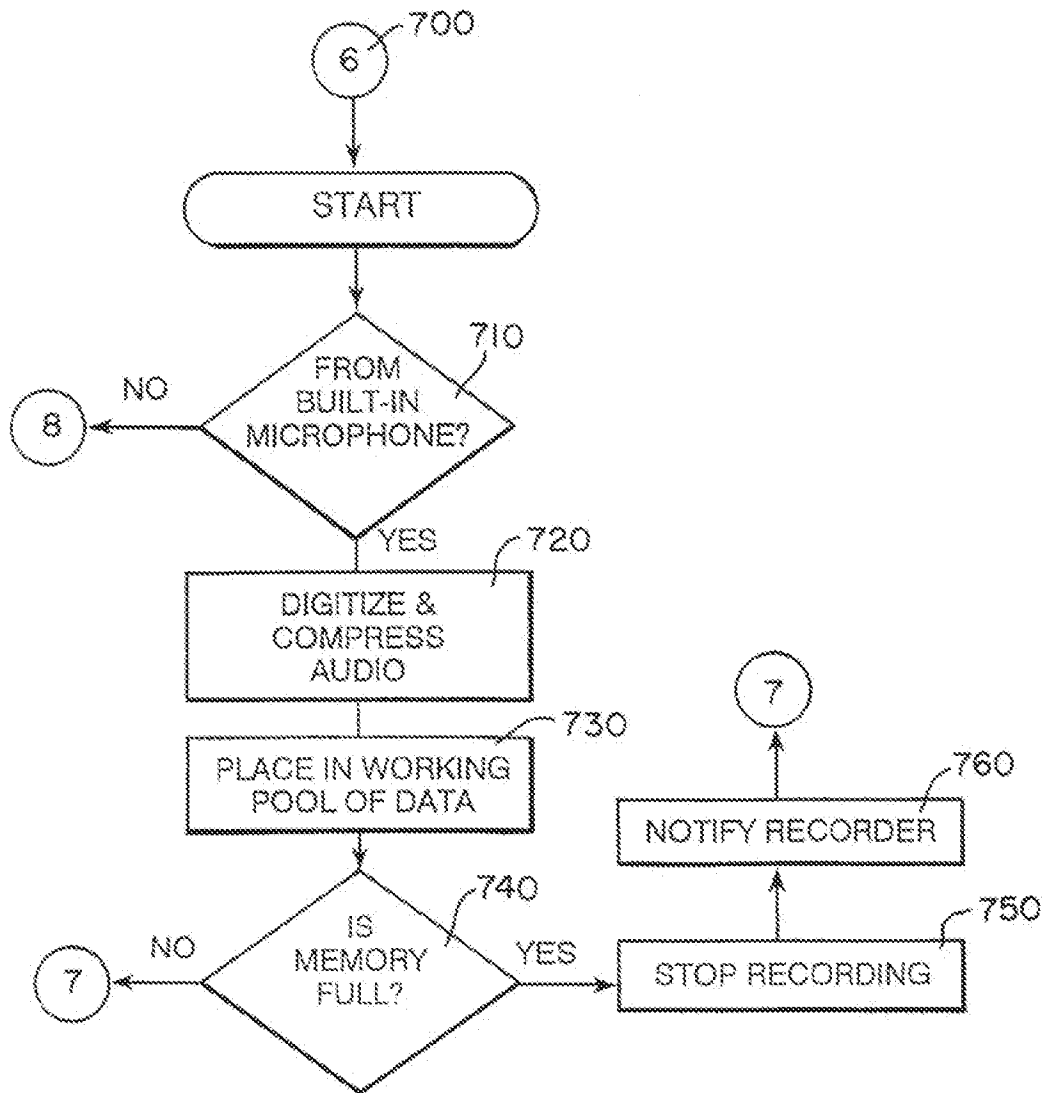 700
6
START
710
FROM
BUILT-IN
MICROPHONE?
NO
8
YES
720
DIGITIZE &
COMPRESS
AUDIO
730
PLACE IN WORKING
POOL OF DATA
740
IS
MEMORY
FULL?
NO
7
YES
750
STOP RECORDING
760
NOTIFY RECORDER
7